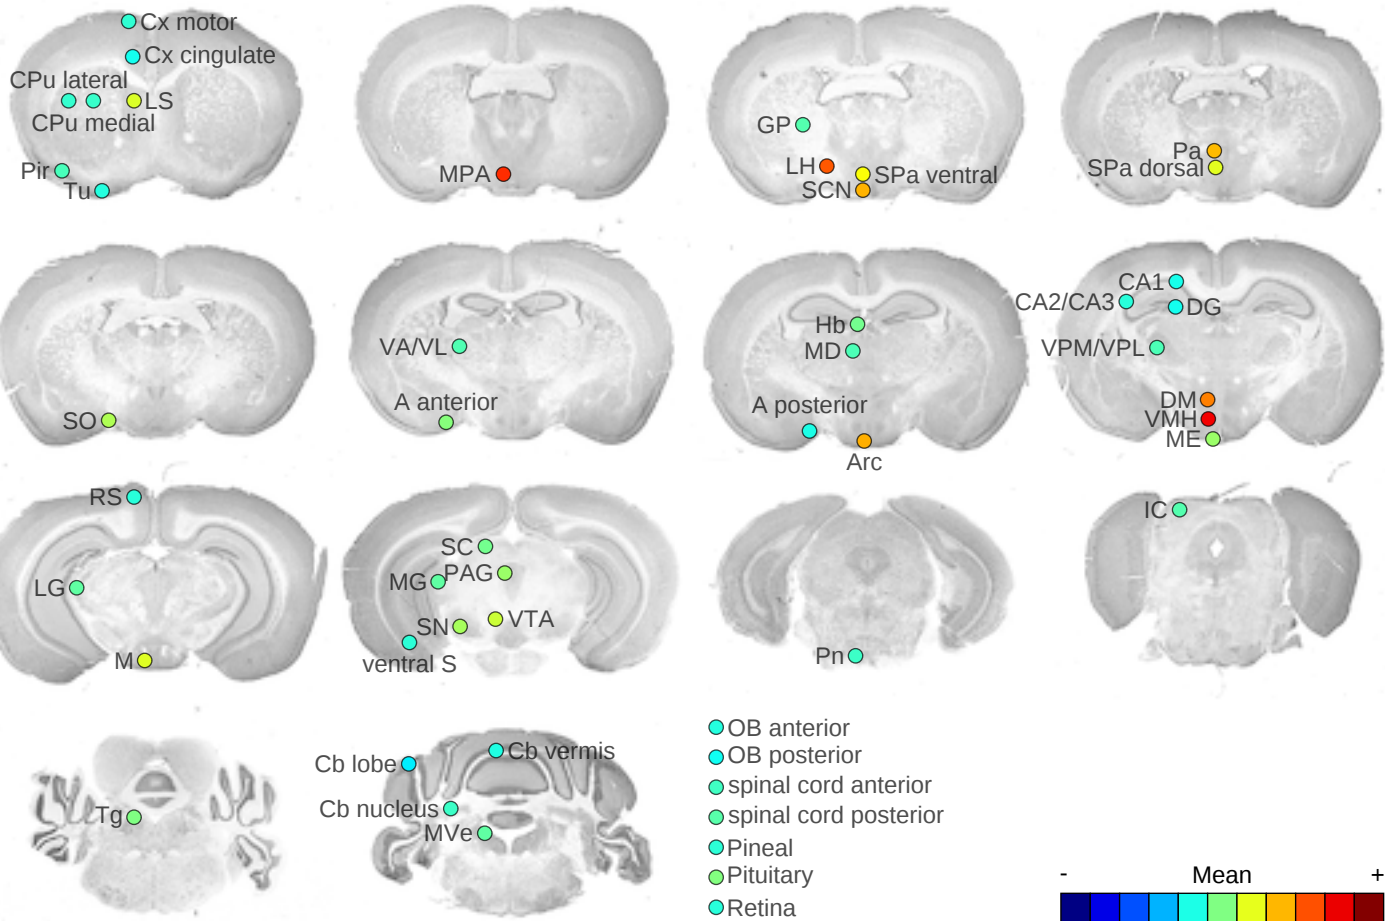 Cx motor
Cx cingulate
CPu lateral
LS
CPu medial
Pir
Tu
MPA
GP
LH
SPa ventral
SCN
Pa
SPa dorsal
SO
VA/VL
A anterior
Hb
MD
A posterior
Arc
CA1
CA2/CA3
DG
VPM/VPL
DM
VMH
ME
RS
LG
M
SC
PAG
MG
VTA
SN
ventral S
Pn
IC
Tg
Cb vermis
Cb lobe
Cb nucleus
MVe
OB anterior
OB posterior
spinal cord anterior
spinal cord posterior
Pineal
Pituitary
Retina
- Mean +